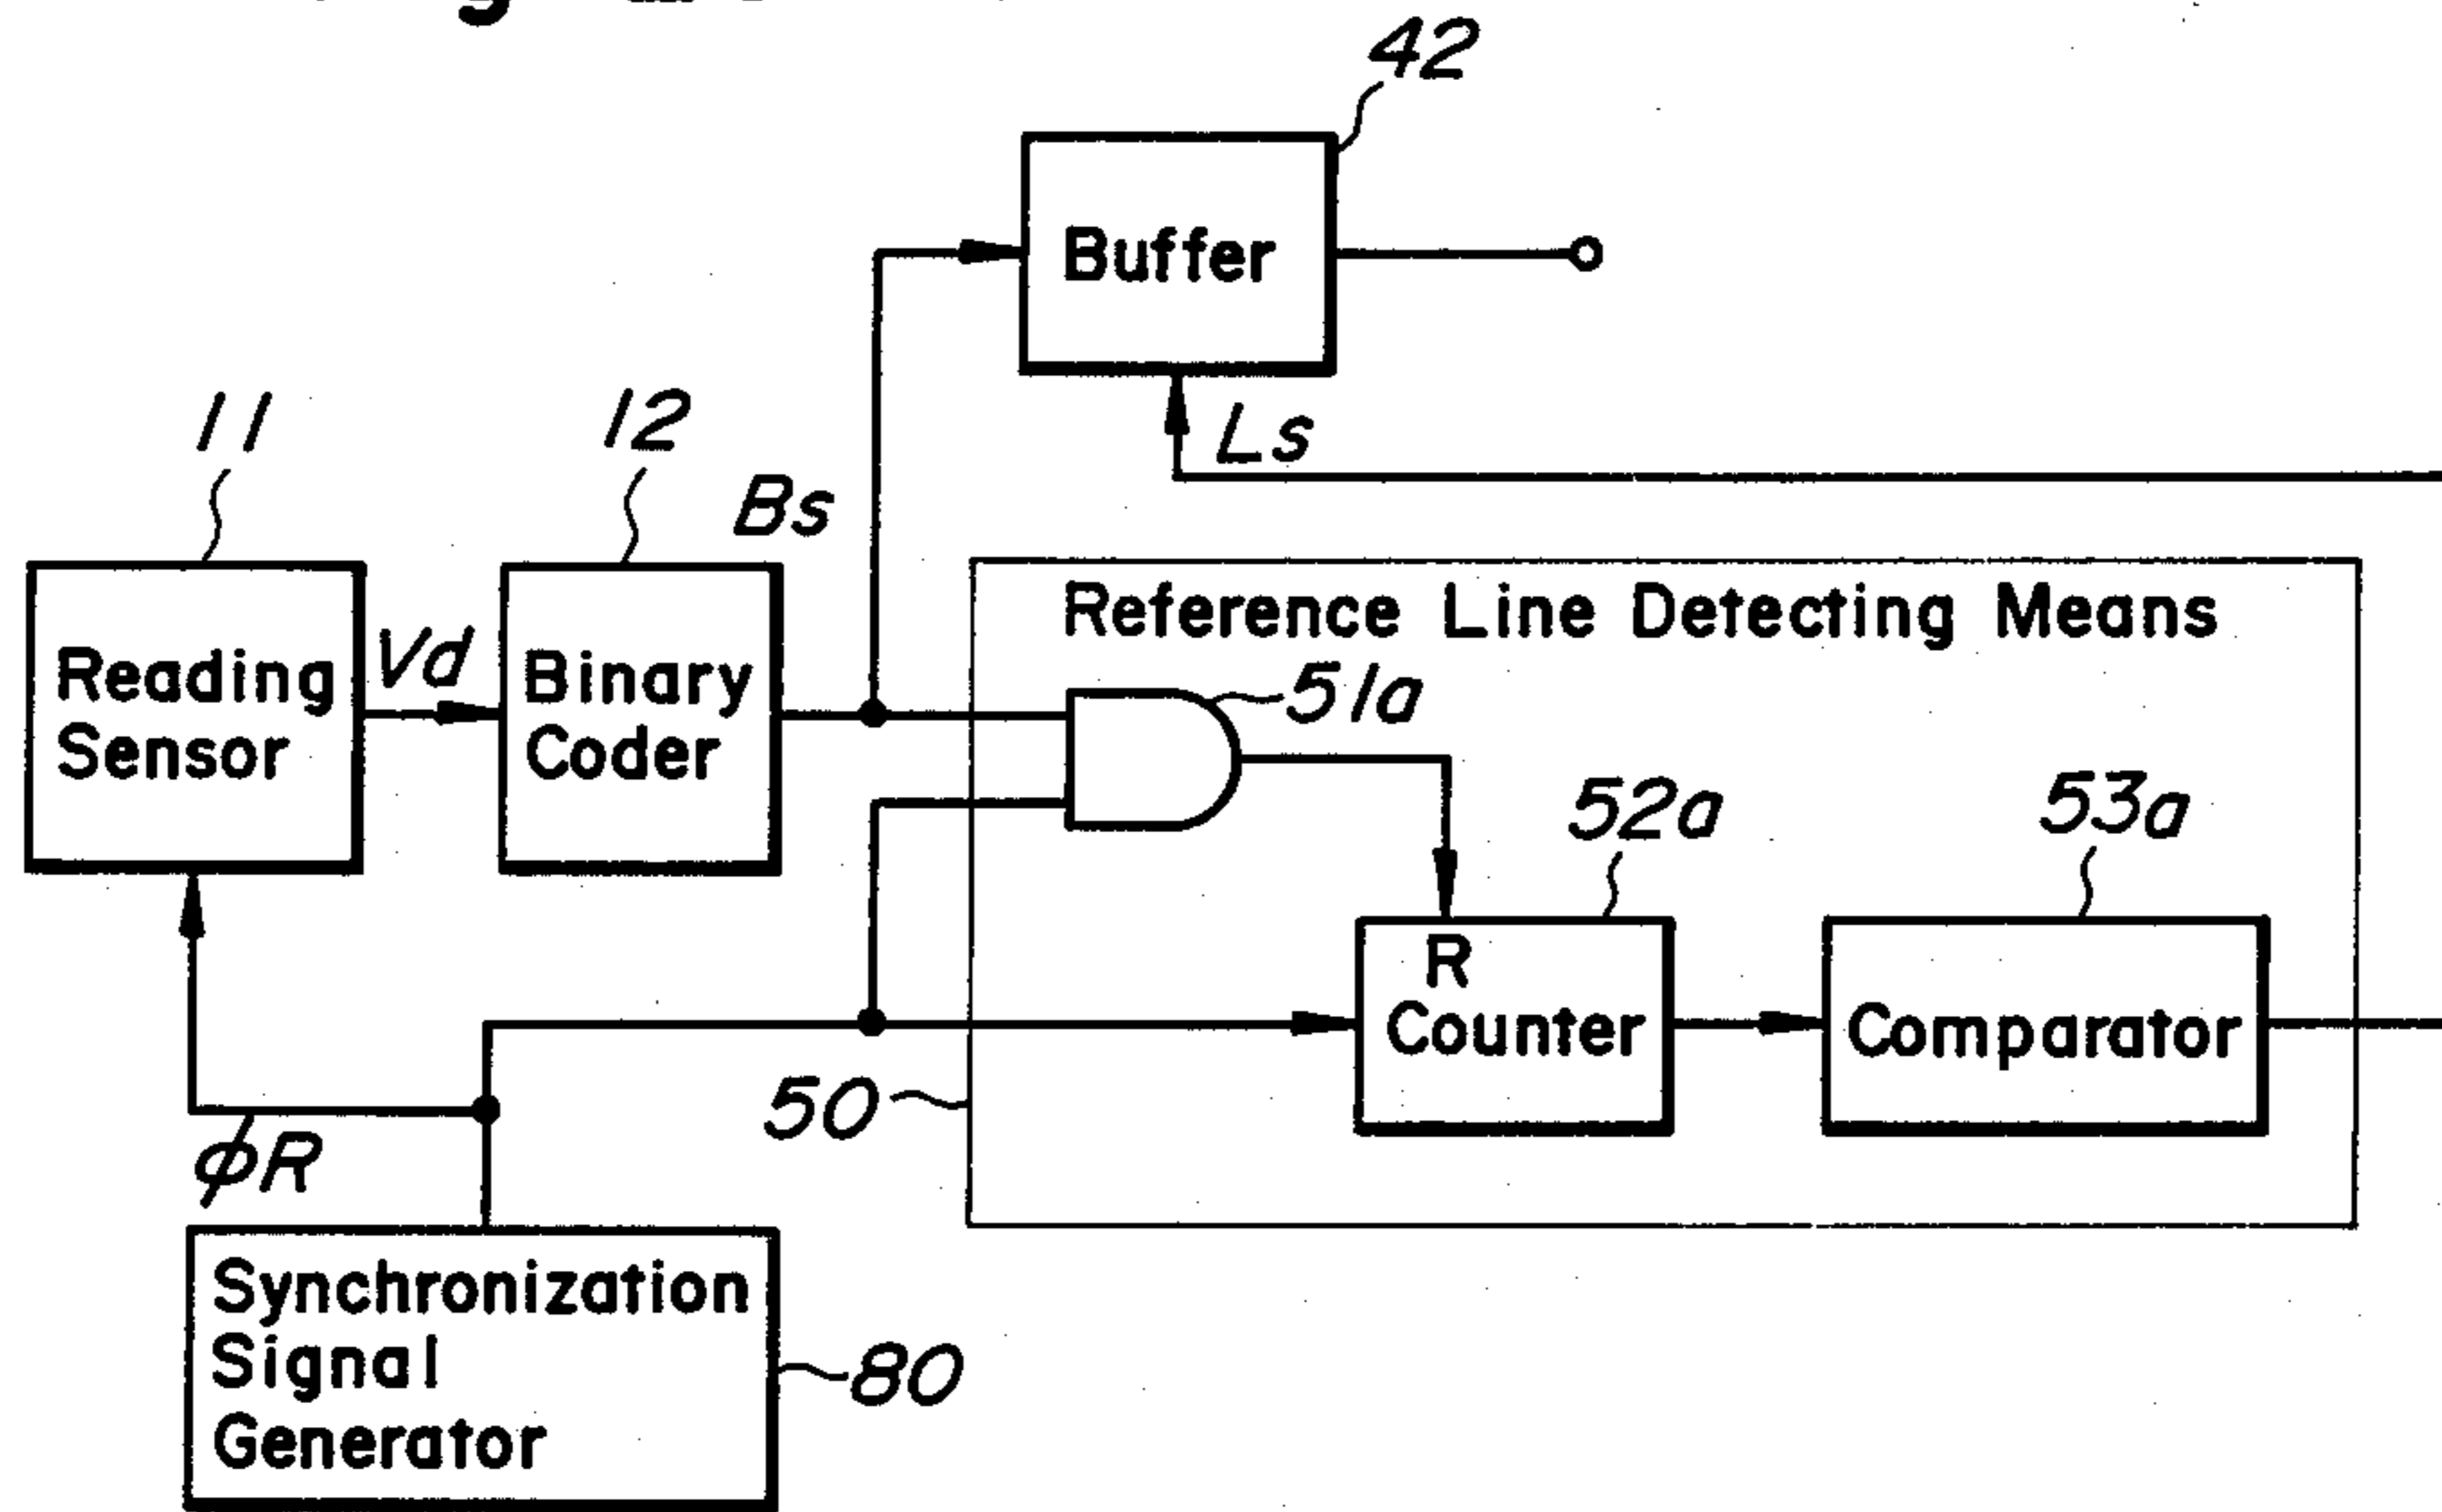 42
Buffer
Ls
11
12
Bs
Reading
Sensor
Vd
Binary
Coder
Reference Line Detecting Means
51a
52a
53a
R
Counter
Comparator
50
φR
Synchronization
Signal
Generator
80